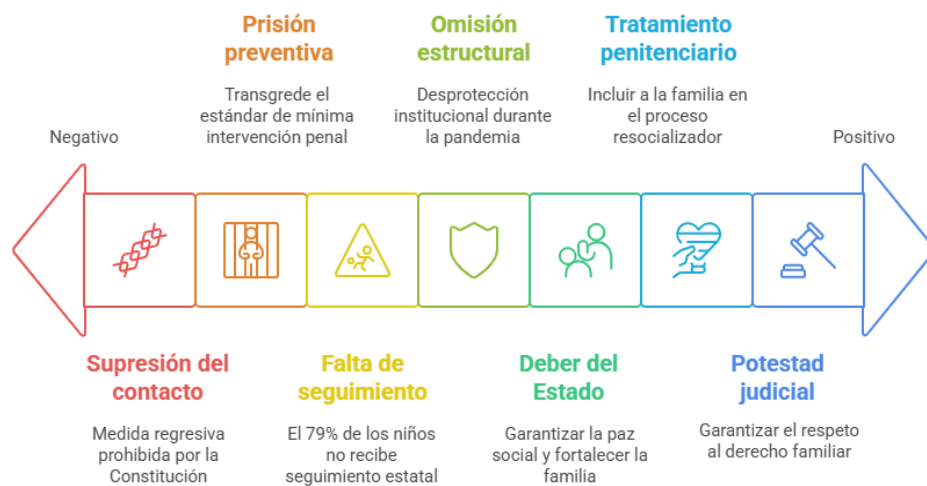 Prisión
preventiva
Transgrede el
estándar de mínima
intervención penal
Omisión
estructural
Desprotección
institucional durante
la pandemia
Tratamiento
penitenciario
Incluir a la familia en
el proceso
resocializador
Negativo
Positivo
Supresión del
contacto
Medida regresiva
prohibida por la
Constitución
Falta de
seguimiento
El 79% de los niños
no recibe
seguimiento estatal
Deber del
Estado
Garantizar la paz
social y fortalecer la
familia
Potestad
judicial
Garantizar el respeto
al derecho familiar